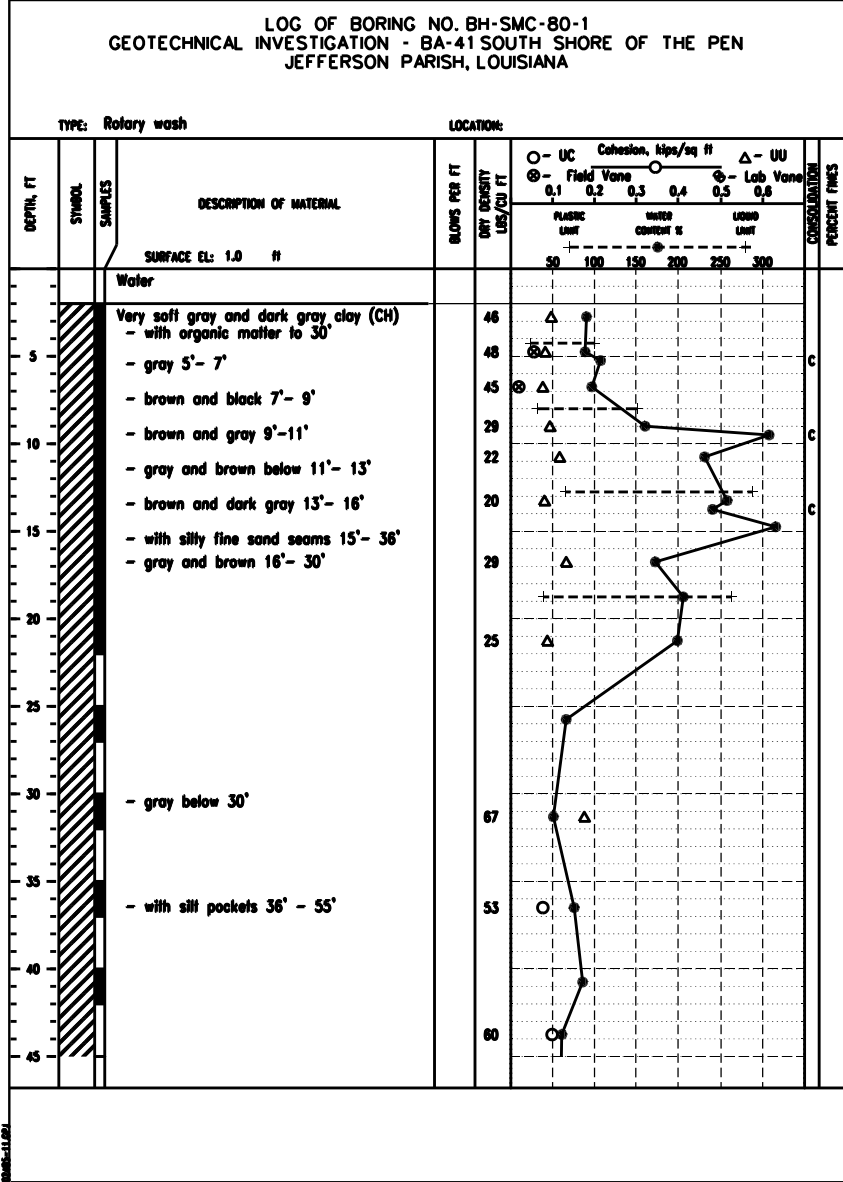 LOG OF BORING NO. BH-SMC-80-1
GEOTECHNICAL INVESTIGATION - BA-41 SOUTH SHORE OF THE PEN
JEFFERSON PARISH, LOUISIANA
TYPE: Rotary wash
LOCATION:
DEPTH, FT
SYMBOL
SAMPLES
DESCRIPTION OF MATERIAL
SURFACE EL: 1.0 ft
BLOWS PER FT
DRY DENSITY
LBS/CU FT
Cohesion, kips/sq ft
- UC
- UU
- Field Vane
- Lab Vane
0.1 0.2 0.3 0.4 0.5 0.6
PLASTIC LIMIT
WATER CONTENT %
LIQUID LIMIT
50 100 150 200 250 300
CONSOLIDATION
PERCENT FINES
Water
Very soft gray and dark gray clay (CH)
46
- with organic matter to 30'
48
5
- gray 5'- 7'
C
45
- brown and black 7'- 9'
29
- brown and gray 9'-11'
C
10
22
- gray and brown below 11'- 13'
20
- brown and dark gray 13'- 16'
C
15
- with silty fine sand seams 15'- 36'
- gray and brown 16'- 30'
29
20
25
25
30
- gray below 30'
67
35
- with silt pockets 36' - 55'
53
40
60
45